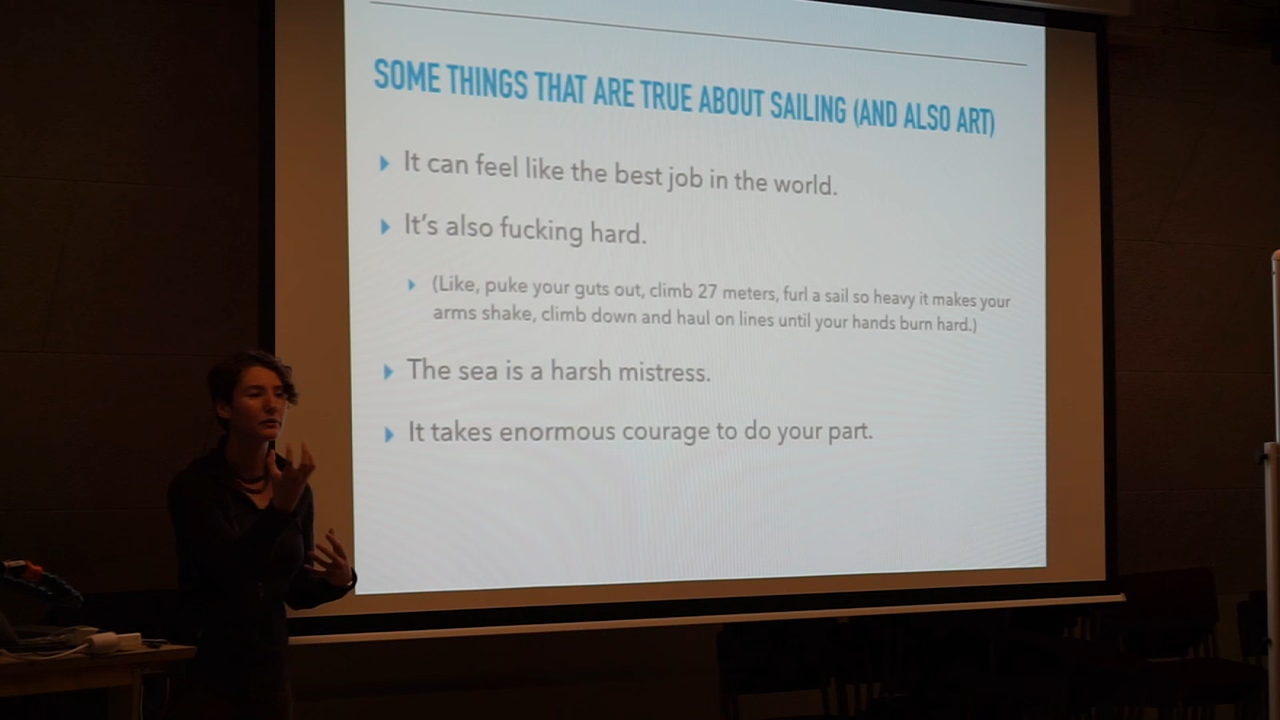 SOME THINGS THAT ARE TRUE ABOUT SAILING (AND ALSO ART)
It can feel like the best job in the world.
It's also fucking hard.
(Like, puke your guts out, climb 27 meters, furl a sail so heavy it makes your
arms shake, climb down and haul on lines until your hands burn hard.)
The sea is a harsh mistress.
It takes enormous courage to do your part.